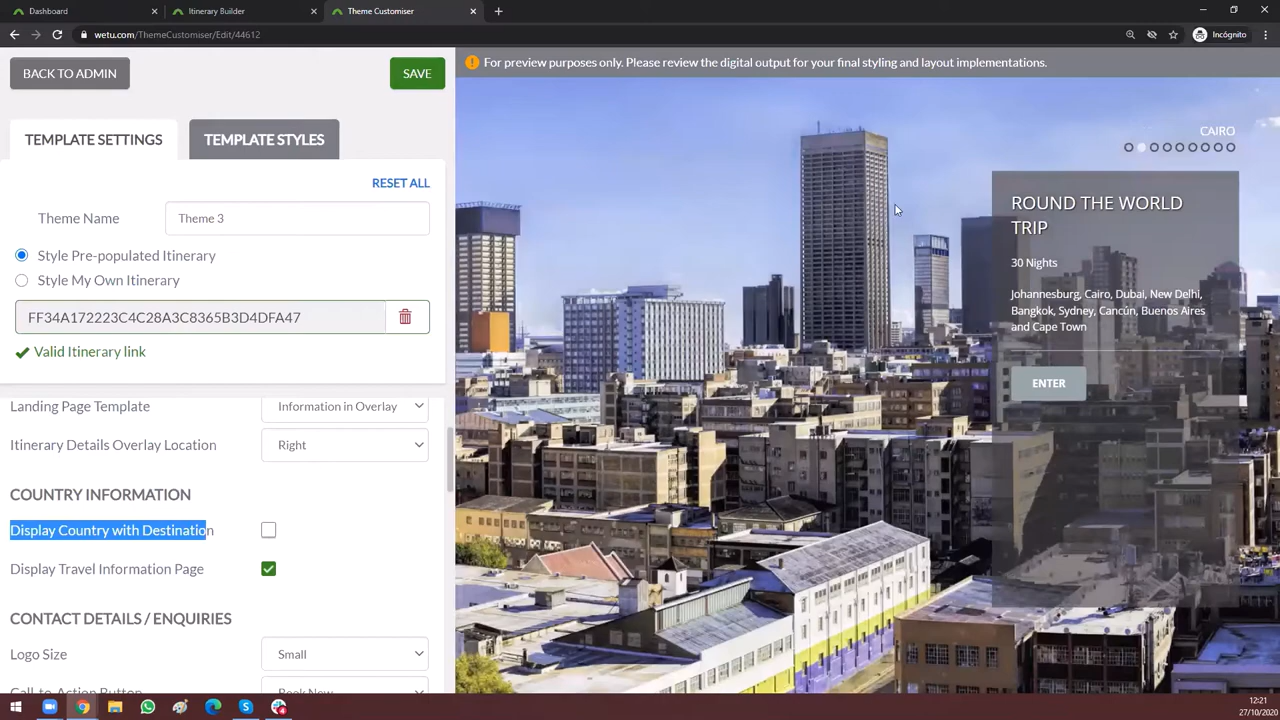 Dashboard
Itinerary Builder
Theme Customiser
wetu.com/ThemeCustomiser/Edit/44612
Incógnito
BACK TO ADMIN
SAVE
For preview purposes only. Please review the digital output for your final styling and layout implementations.
TEMPLATE SETTINGS
TEMPLATE STYLES
RESET ALL
Theme Name
Theme 3
Style Pre-populated Itinerary
Style My Own Itinerary
FF34A172223C4C28A3C8365B3D4DFA47
Valid Itinerary link
Landing Page Template
Information in Overlay
Itinerary Details Overlay Location
Right
COUNTRY INFORMATION
Display Country with Destination
Display Travel Information Page
CONTACT DETAILS / ENQUIRIES
Logo Size
Small
Call-to-Action Button
Book Now
CAIRO
ROUND THE WORLD
TRIP
30 Nights
Johannesburg, Cairo, Dubai, New Delhi,
Bangkok, Sydney, Cancún, Buenos Aires
and Cape Town
ENTER
12:21
27/10/2020